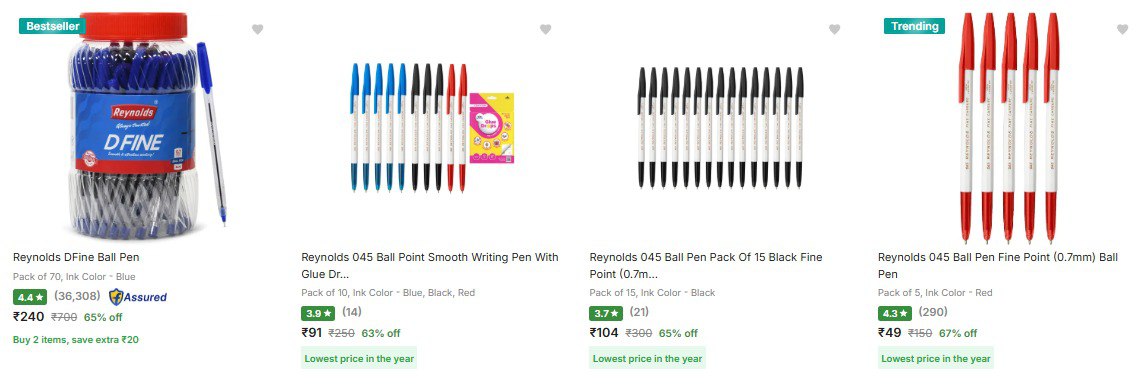 Bestseller
Reynolds
DFINE
Reynolds DFine Ball Pen
Pack of 70, Ink Color - Blue
4.4 ★ (36,308) Assured
₹240 ₹700 65% off
Buy 2 items, save extra ₹20
Glue
Drops
Reynolds 045 Ball Point Smooth Writing Pen With
Glue Dr...
Pack of 10, Ink Color - Blue, Black, Red
3.9 ★ (14)
₹91 ₹250 63% off
Lowest price in the year
Reynolds 045 Ball Pen Pack Of 15 Black Fine
Point (0.7m...
Pack of 15, Ink Color - Black
3.7 ★ (21)
₹104 ₹300 65% off
Lowest price in the year
Trending
Reynolds 045 Ball Pen Fine Point (0.7mm) Ball
Pen
Pack of 5, Ink Color - Red
4.3 ★ (290)
₹49 ₹150 67% off
Lowest price in the year